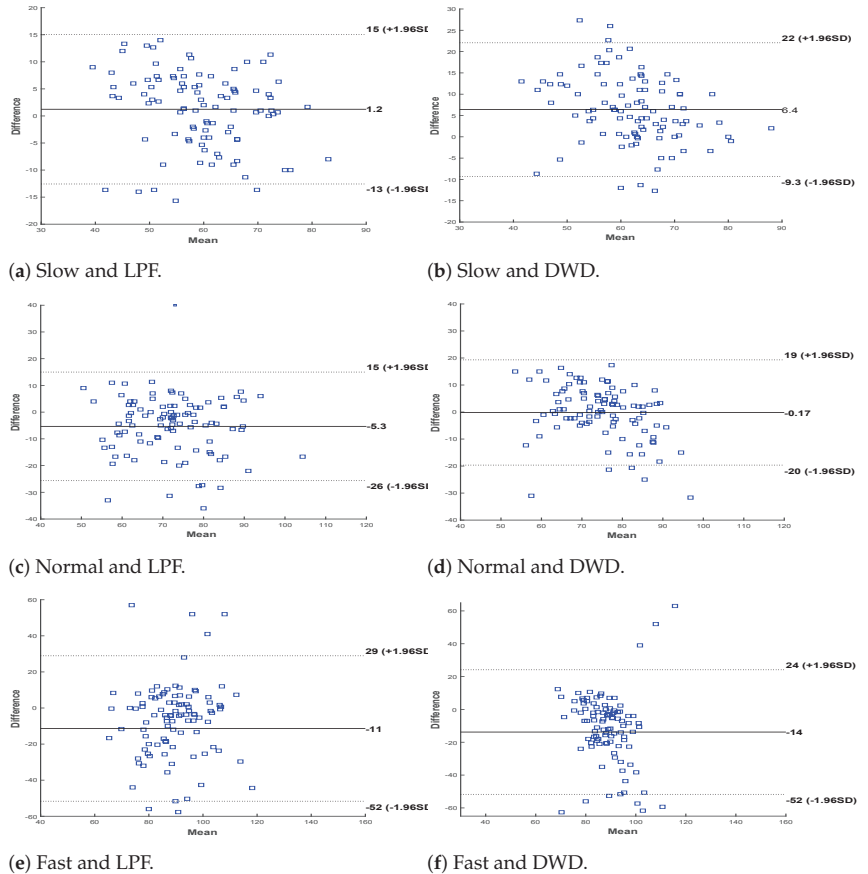 30
25
15 (+1.96SD
22 (+1.96SD)
1.2
6.4
-13 (-1.96SD
-9.3 (-1.96SD)
20
15
10
5
0
-5
-10
-15
-20
30
25
20
15
10
5
0
-5
-10
-15
-20
Difference
Difference
30 40 50 60 70 80 90
30 40 50 60 70 80 90 100
Mean
Mean
(a) Slow and LPF.
(b) Slow and DWD.
40
30
20
10
0
-10
-20
-30
-40
40
30
20
10
0
-10
-20
-30
-40
15 (+1.96SD
19 (+1.96SD)
-5.3
-0.17
-26 (-1.96SD
-20 (-1.96SD)
Difference
Difference
40 50 60 70 80 90 100 110 120
40 50 60 70 80 90 100 110 120
Mean
Mean
(c) Normal and LPF.
(d) Normal and DWD.
60
40
20
0
-20
-40
-60
60
40
20
0
-20
-40
-60
29 (+1.96SD
24 (+1.96SD)
-11
-14
-52 (-1.96SD
-52 (-1.96SD)
Difference
Difference
40 60 80 100 120 140 160
40 60 80 100 120 140 160
Mean
Mean
(e) Fast and LPF.
(f) Fast and DWD.